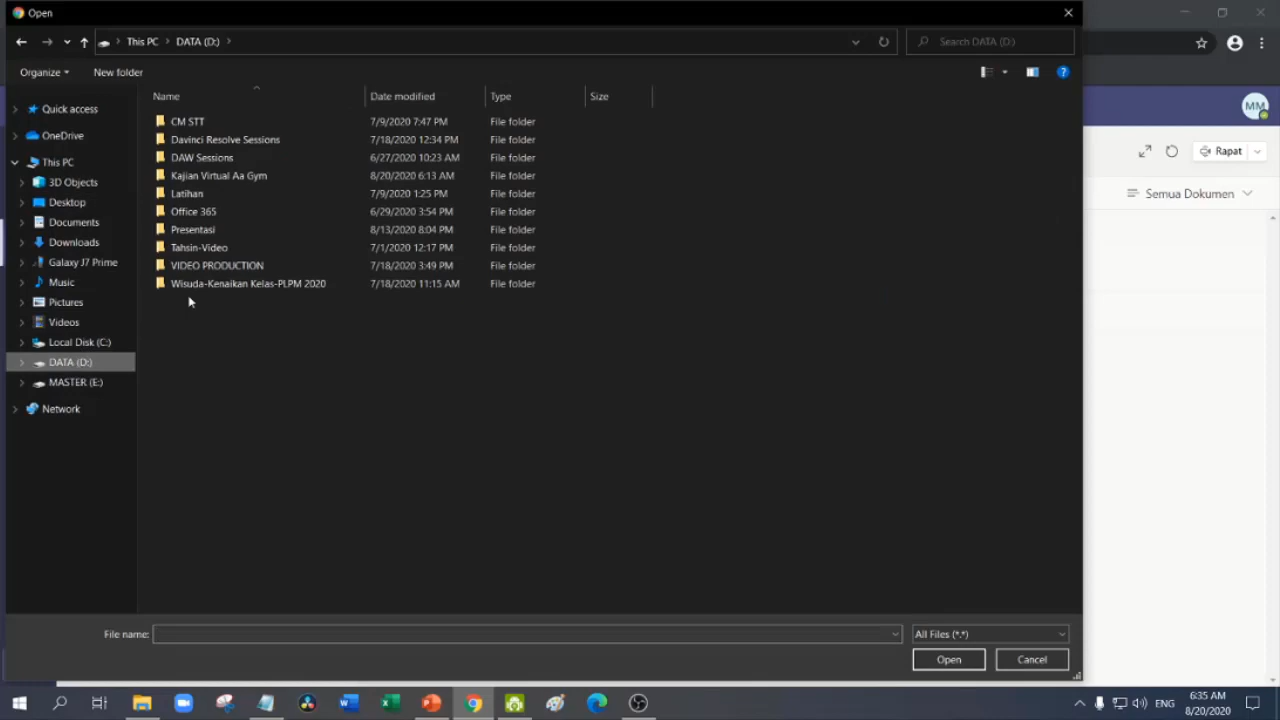 Open
This PC > DATA (D:) >
Search DATA (D:)
Organize
New folder
Name Date modified Type Size
Quick access
OneDrive
This PC
3D Objects
Desktop
Documents
Downloads
Galaxy J7 Prime
Music
Pictures
Videos
Local Disk (C:)
DATA (D:)
MASTER (E:)
Network
CM STT 7/9/2020 7:47 PM File folder
Davinci Resolve Sessions 7/18/2020 12:34 PM File folder
DAW Sessions 6/27/2020 10:23 AM File folder
Kajian Virtual Aa Gym 8/20/2020 6:13 AM File folder
Latihan 7/9/2020 1:25 PM File folder
Office 365 6/29/2020 3:54 PM File folder
Presentasi 8/13/2020 8:04 PM File folder
Tahsin-Video 7/1/2020 12:17 PM File folder
VIDEO PRODUCTION 7/18/2020 3:49 PM File folder
Wisuda-Kenaikan Kelas-PLPM 2020 7/18/2020 11:15 AM File folder
MM
Rapat
Semua Dokumen
File name:
All Files (*.*)
Open
Cancel
ENG
6:35 AM
8/20/2020